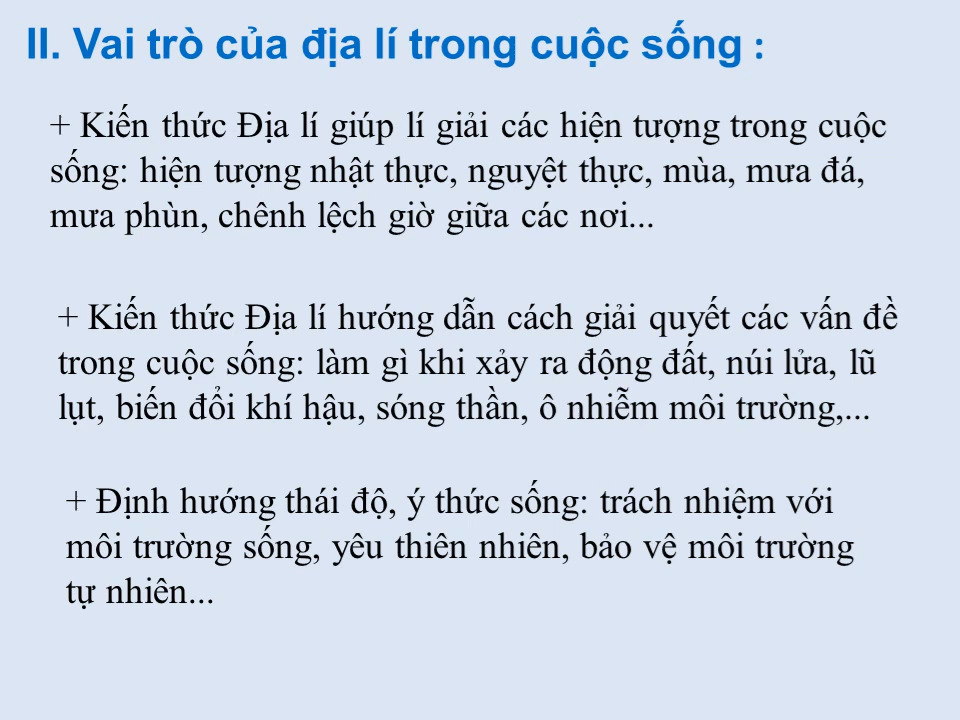 II. Vai trò của địa lí trong cuộc sống :
+ Kiến thức Địa lí giúp lí giải các hiện tượng trong cuộc
sống: hiện tượng nhật thực, nguyệt thực, mùa, mưa đá,
mưa phùn, chênh lệch giờ giữa các nơi...
+ Kiến thức Địa lí hướng dẫn cách giải quyết các vấn đề
trong cuộc sống: làm gì khi xảy ra động đất, núi lửa, lũ
lụt, biến đổi khí hậu, sóng thần, ô nhiễm môi trường,...
+ Định hướng thái độ, ý thức sống: trách nhiệm với
môi trường sống, yêu thiên nhiên, bảo vệ môi trường
tự nhiên...